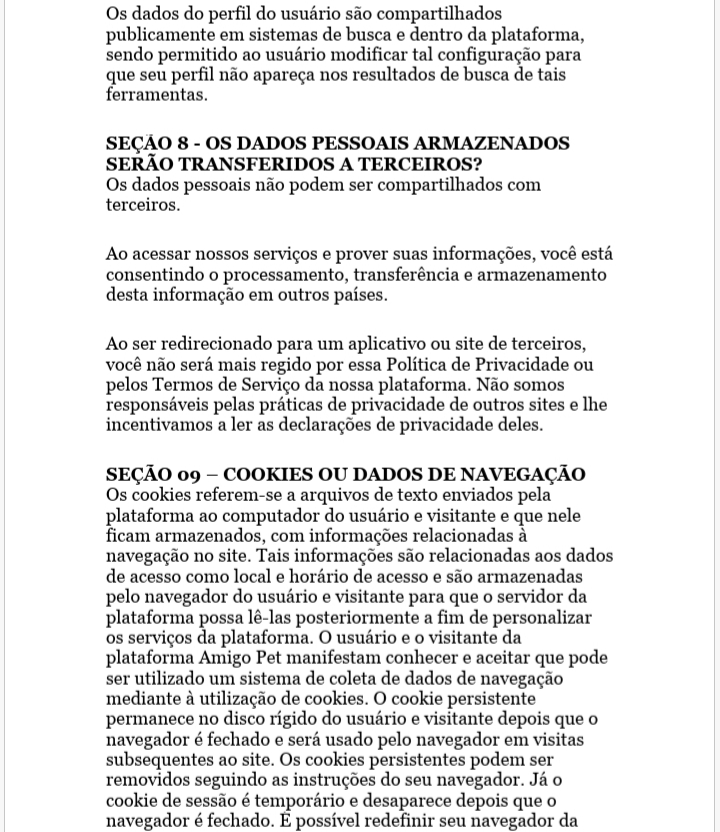 Os dados do perfil do usuário são compartilhados
publicamente em sistemas de busca e dentro da plataforma,
sendo permitido ao usuário modificar tal configuração para
que seu perfil não apareça nos resultados de busca de tais
ferramentas.
SEÇÃO 8 - OS DADOS PESSOAIS ARMAZENADOS
SERÃO TRANSFERIDOS A TERCEIROS?
Os dados pessoais não podem ser compartilhados com
terceiros.
Ao acessar nossos serviços e prover suas informações, você está
consentindo o processamento, transferência e armazenamento
desta informação em outros países.
Ao ser redirecionado para um aplicativo ou site de terceiros,
você não será mais regido por essa Política de Privacidade ou
pelos Termos de Serviço da nossa plataforma. Não somos
responsáveis pelas práticas de privacidade de outros sites e lhe
incentivamos a ler as declarações de privacidade deles.
SEÇÃO 09 – COOKIES OU DADOS DE NAVEGAÇÃO
Os cookies referem-se a arquivos de texto enviados pela
plataforma ao computador do usuário e visitante e que nele
ficam armazenados, com informações relacionadas à
navegação no site. Tais informações são relacionadas aos dados
de acesso como local e horário de acesso e são armazenadas
pelo navegador do usuário e visitante para que o servidor da
plataforma possa lê-las posteriormente a fim de personalizar
os serviços da plataforma. O usuário e o visitante da
plataforma Amigo Pet manifestam conhecer e aceitar que pode
ser utilizado um sistema de coleta de dados de navegação
mediante à utilização de cookies. O cookie persistente
permanece no disco rígido do usuário e visitante depois que o
navegador é fechado e será usado pelo navegador em visitas
subsequentes ao site. Os cookies persistentes podem ser
removidos seguindo as instruções do seu navegador. Já o
cookie de sessão é temporário e desaparece depois que o
navegador é fechado. É possível redefinir seu navegador da